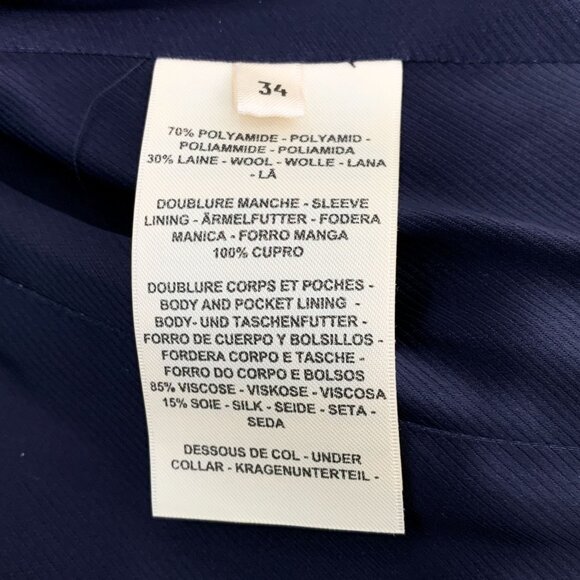 34
70% POLYAMIDE - POLYAMID -
POLIAMMIDE - POLIAMIDA
30% LAINE - WOOL - WOLLE - LANA
- LÃ
DOUBLURE MANCHE - SLEEVE
LINING - ÄRMELFUTTER - FODERA
MANICA - FORRO MANGA
100% CUPRO
DOUBLURE CORPS ET POCHES -
BODY AND POCKET LINING -
BODY- UND TASCHENFUTTER -
FORRO DE CUERPO Y BOLSILLOS -
FORDERA CORPO E TASCHE -
FORRO DO CORPO E BOLSOS
85% VISCOSE - VISKOSE - VISCOSA
15% SOIE - SILK - SEIDE - SETA -
SEDA
DESSOUS DE COL - UNDER
COLLAR - KRAGENUNTERTEIL -